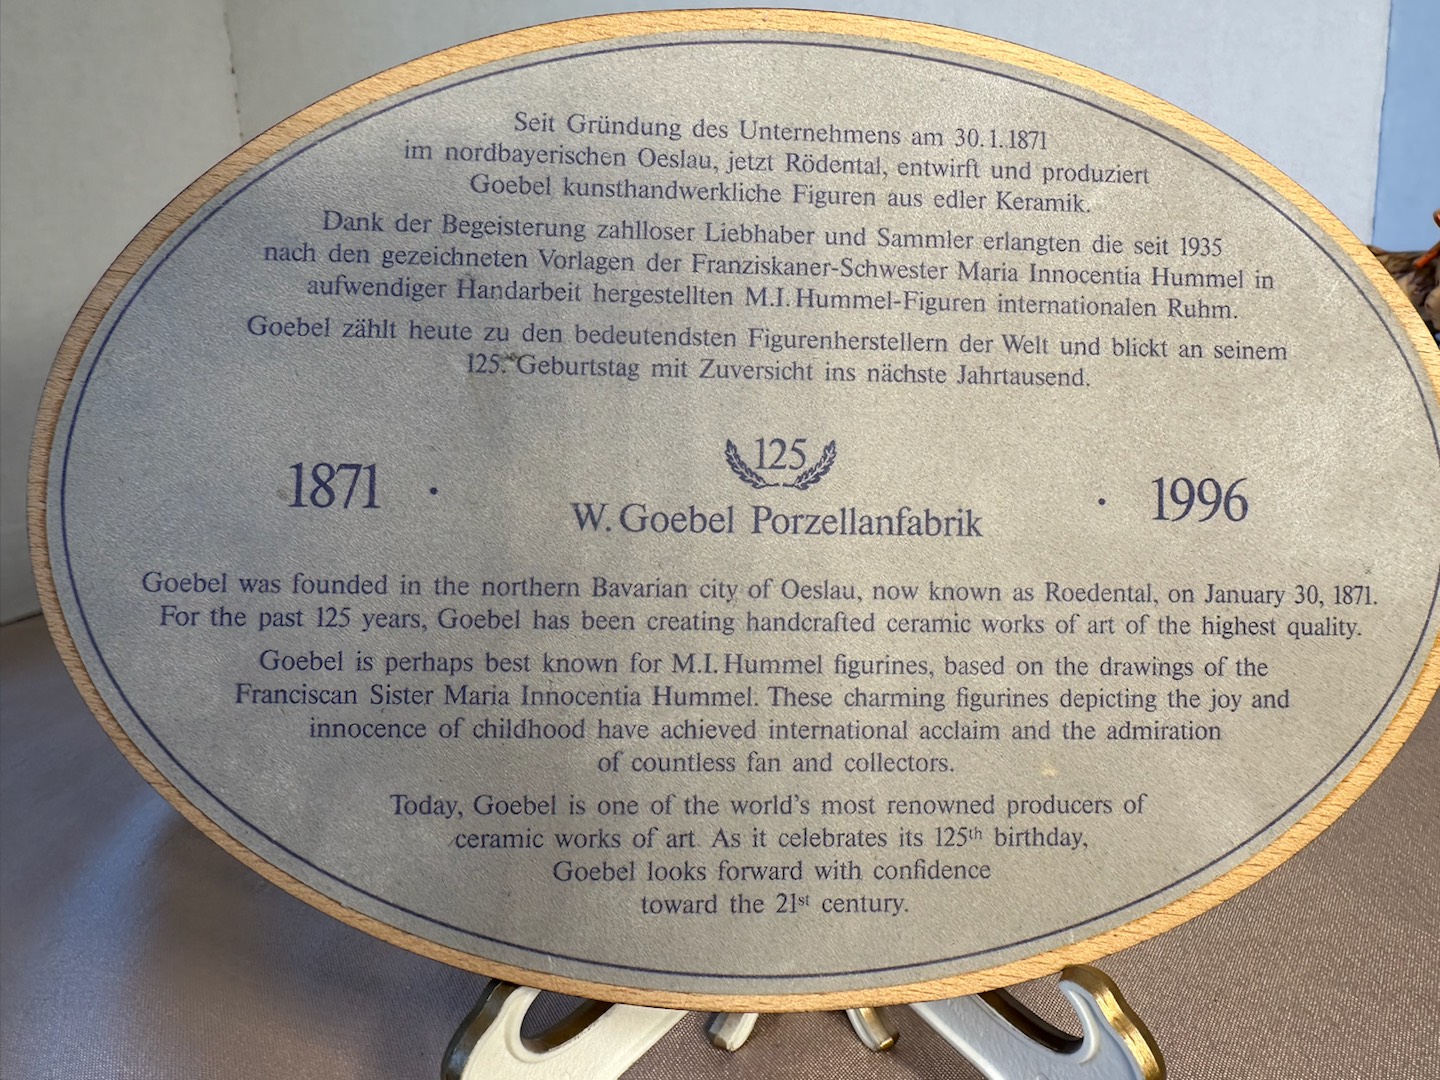 Seit Gründung des Unternehmens am 30.1.1871
im nordbayerischen Oeslau, jetzt Rödental, entwirft und produziert
Goebel kunsthandwerkliche Figuren aus edler Keramik.
Dank der Begeisterung zahlloser Liebhaber und Sammler erlangten die seit 1935
nach den gezeichneten Vorlagen der Franziskaner-Schwester Maria Innocentia Hummel in
aufwendiger Handarbeit hergestellten M.I. Hummel-Figuren internationalen Ruhm.
Goebel zählt heute zu den bedeutendsten Figurenherstellern der Welt und blickt an seinem
125. Geburtstag mit Zuversicht ins nächste Jahrtausend.
125
1871 · W. Goebel Porzellanfabrik · 1996
Goebel was founded in the northern Bavarian city of Oeslau, now known as Roedental, on January 30, 1871.
For the past 125 years, Goebel has been creating handcrafted ceramic works of art of the highest quality.
Goebel is perhaps best known for M.I. Hummel figurines, based on the drawings of the
Franciscan Sister Maria Innocentia Hummel. These charming figurines depicting the joy and
innocence of childhood have achieved international acclaim and the admiration
of countless fan and collectors.
Today, Goebel is one of the world's most renowned producers of
ceramic works of art. As it celebrates its 125th birthday,
Goebel looks forward with confidence
toward the 21st century.